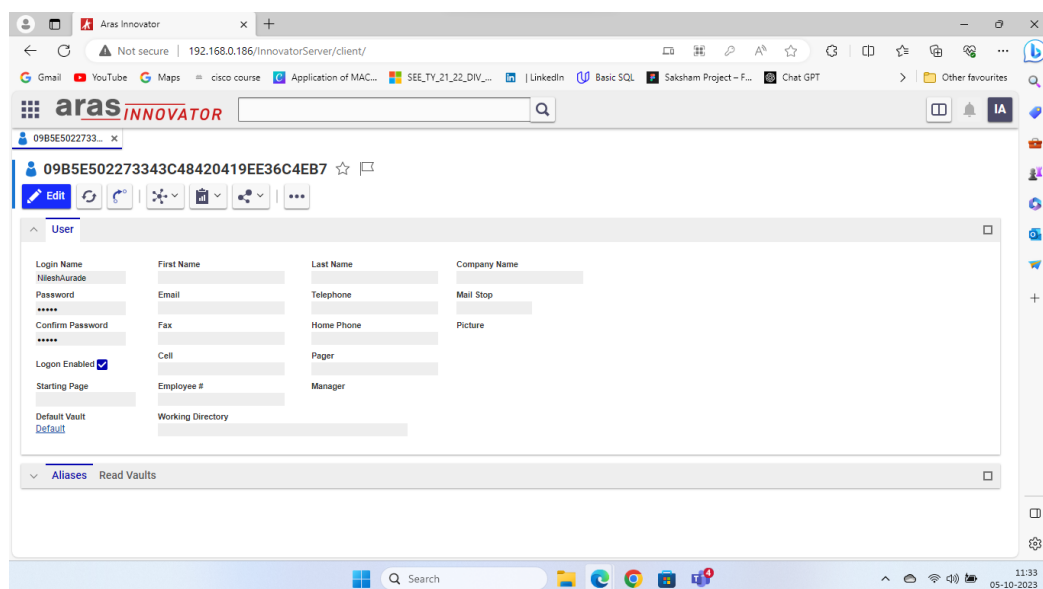 Aras Innovator
Not secure | 192.168.0.186/InnovatorServer/client/
Gmail YouTube Maps cisco course Application of MAC... SEE_TY_21_22_DIV_... | LinkedIn Basic SQL Saksham Project – F... Chat GPT Other favourites
aras INNOVATOR IA
09B5E5022733...
09B5E502273343C48420419EE36C4EB7
Edit
User
Login Name First Name Last Name Company Name
NileshAurade
Password Email Telephone Mail Stop
•••••
Confirm Password Fax Home Phone Picture
•••••
Logon Enabled Cell Pager
Starting Page Employee # Manager
Default Vault Working Directory
Default
Aliases Read Vaults
Search 4 11:33
05-10-2023